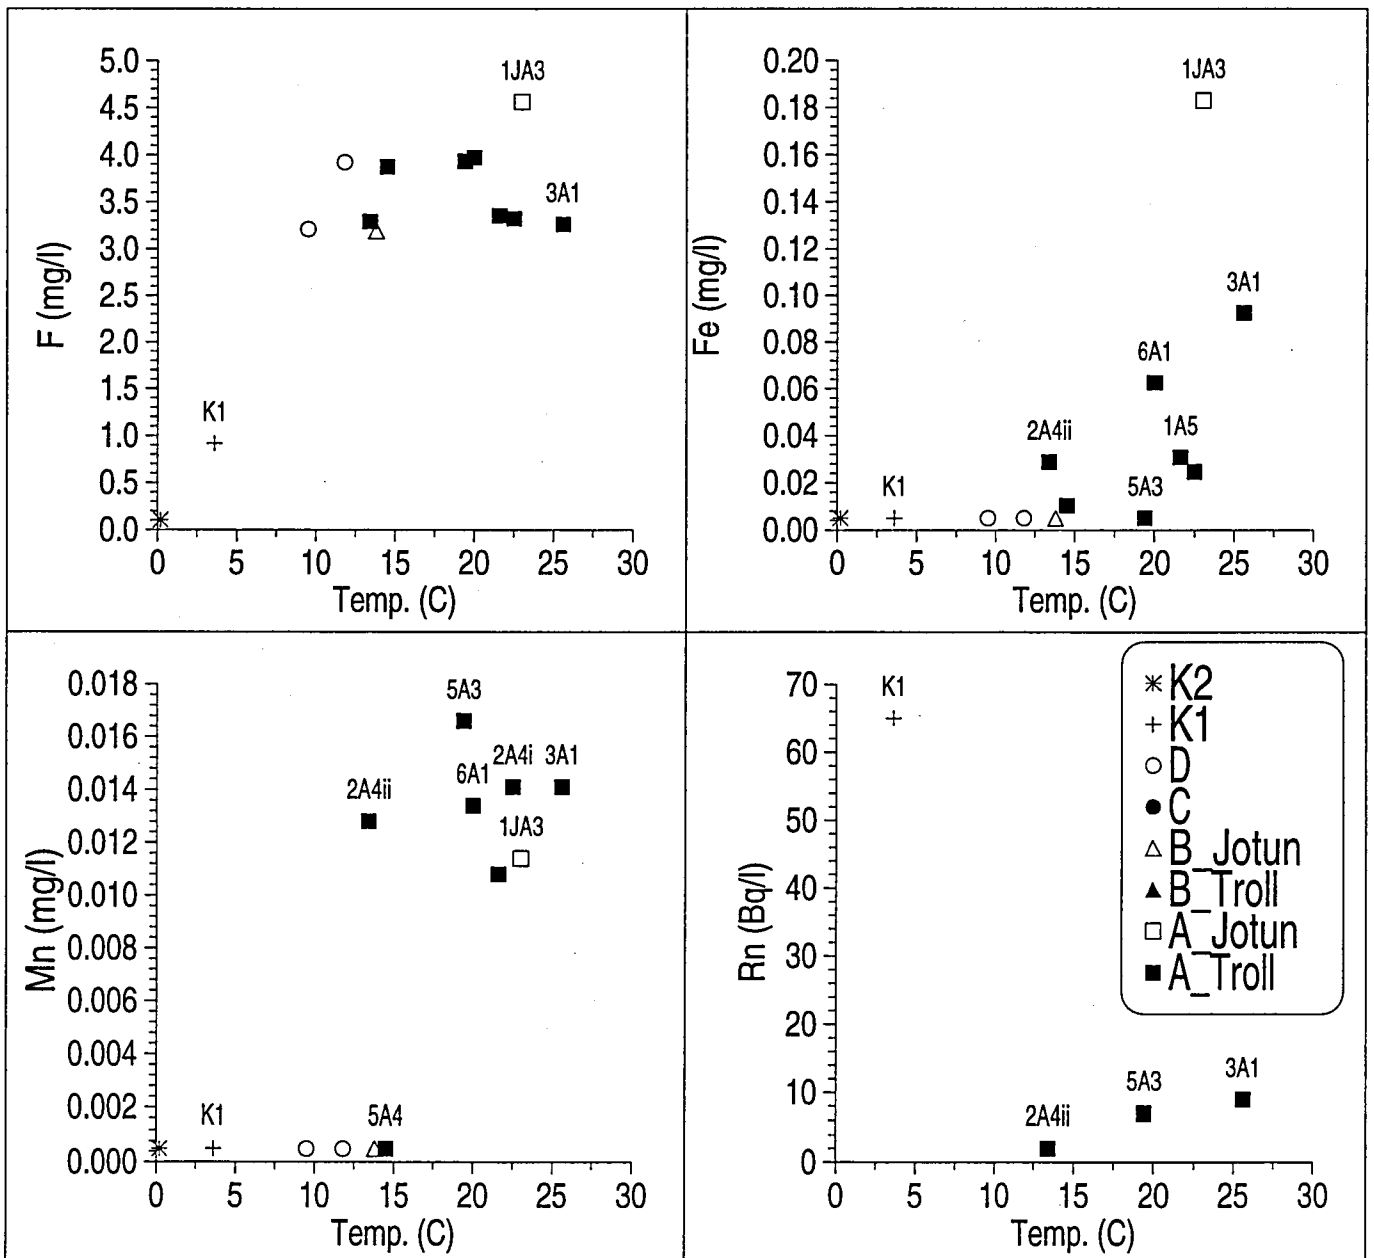 F (mg/l)
5.0
4.5
4.0
3.5
3.0
2.5
2.0
1.5
1.0
0.5
0.0
1JA3
3A1
K1
0 5 10 15 20 25 30
Temp. (C)
Fe (mg/l)
0.20
0.18
0.16
0.14
0.12
0.10
0.08
0.06
0.04
0.02
0.00
1JA3
3A1
6A1
2A4ii
1A5
K1
5A3
0 5 10 15 20 25 30
Temp. (C)
Mn (mg/l)
0.018
0.016
0.014
0.012
0.010
0.008
0.006
0.004
0.002
0.000
5A3
2A4i
3A1
6A1
2A4ii
1JA3
K1
5A4
0 5 10 15 20 25 30
Temp. (C)
Rn (Bq/l)
70
60
50
40
30
20
10
0
K1
3A1
5A3
2A4ii
0 5 10 15 20 25 30
Temp. (C)
K2
K1
D
C
B_Jotun
B_Troll
A_Jotun
A_Troll